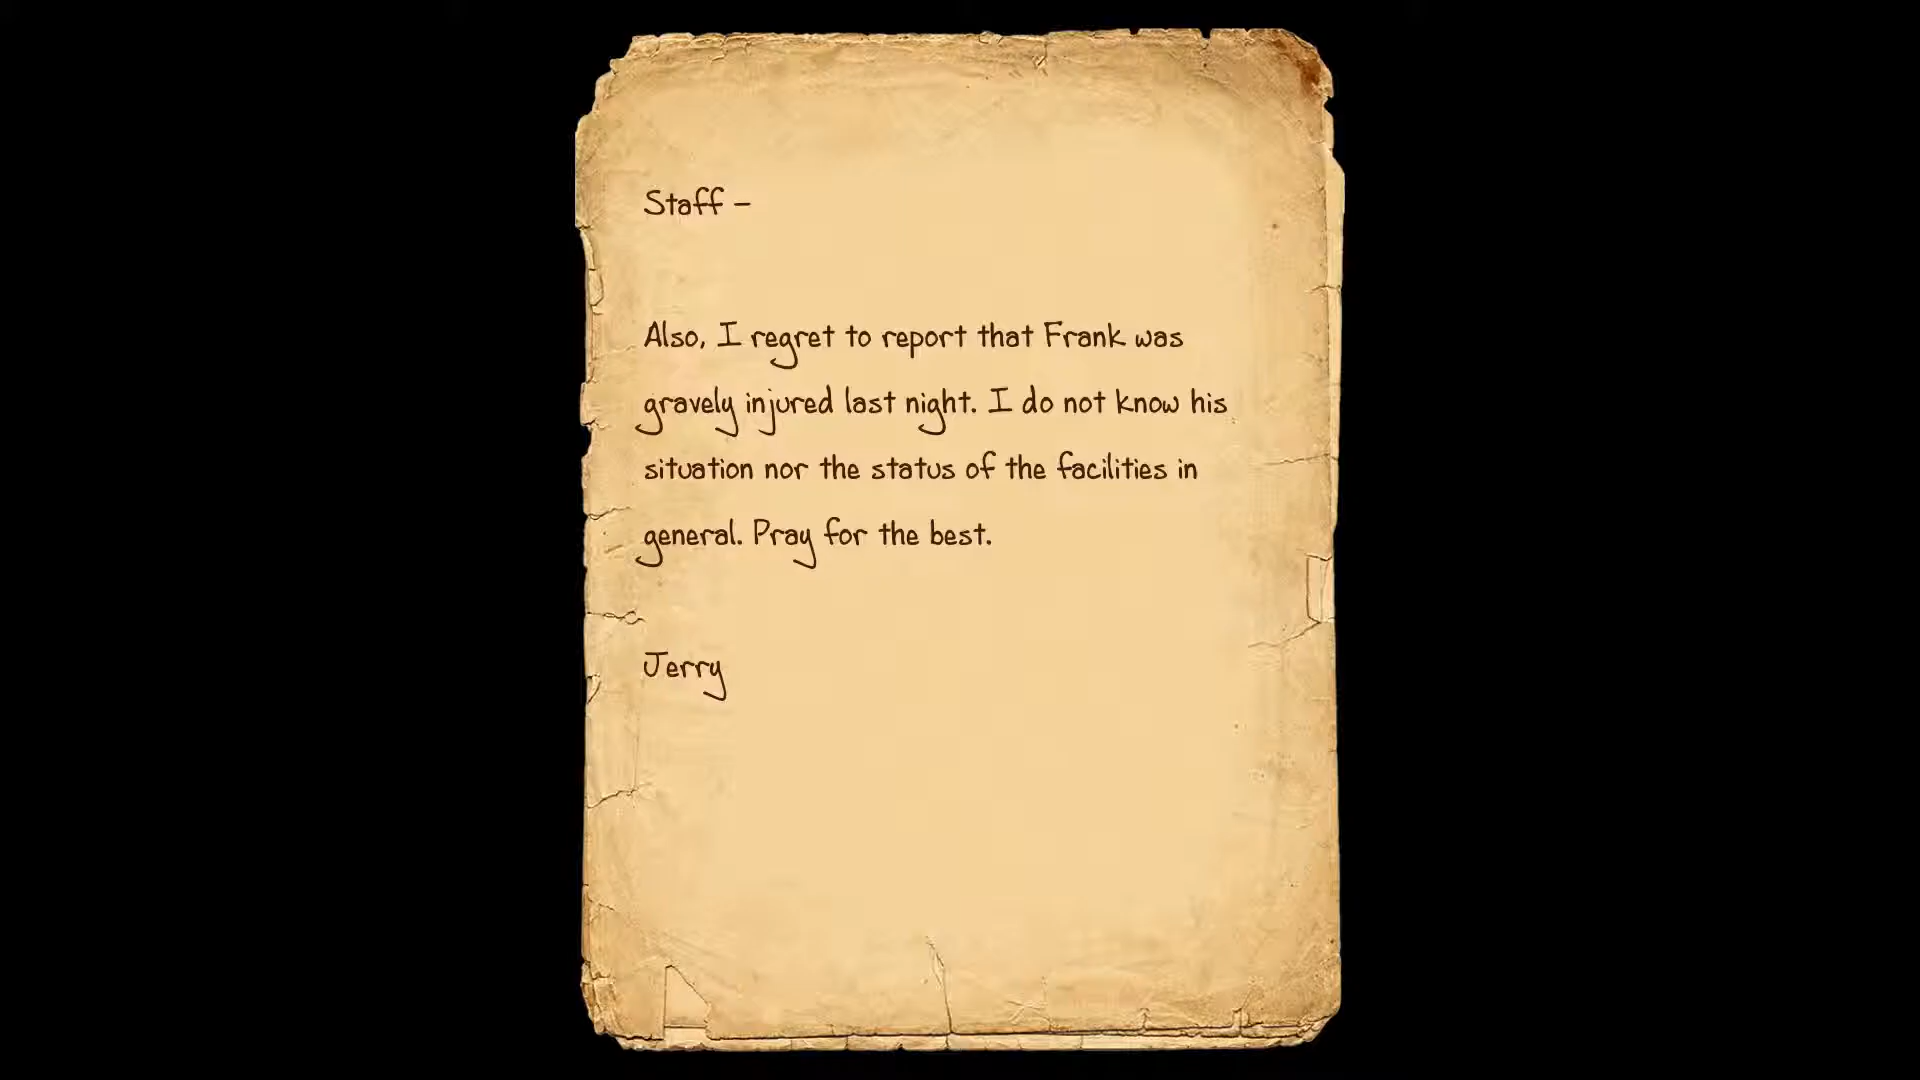 Staff –
Also, I regret to report that Frank was
gravely injured last night. I do not know his
situation nor the status of the facilities in
general. Pray for the best.
Jerry